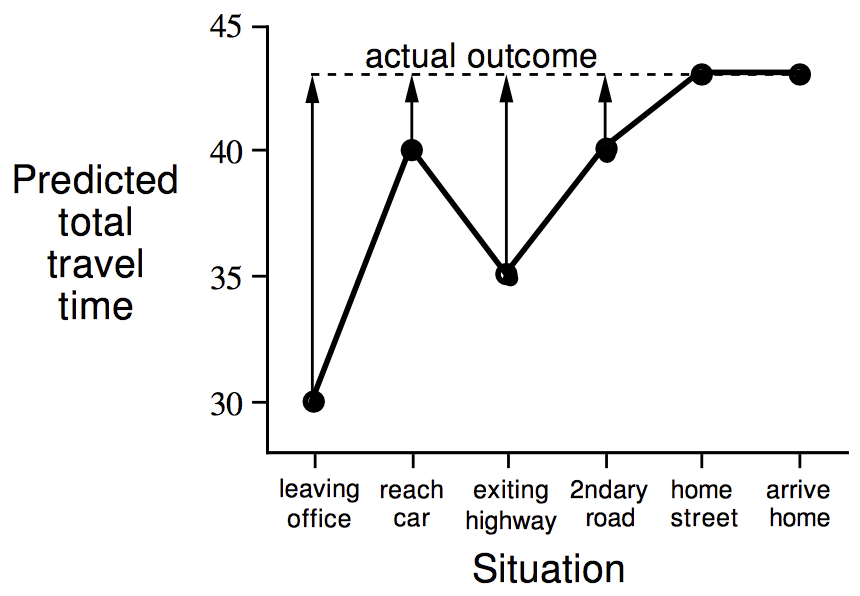 45
actual outcome
40
Predicted
total
travel
time
35
30
leaving office
reach car
exiting highway
2ndary road
home street
arrive home
Situation